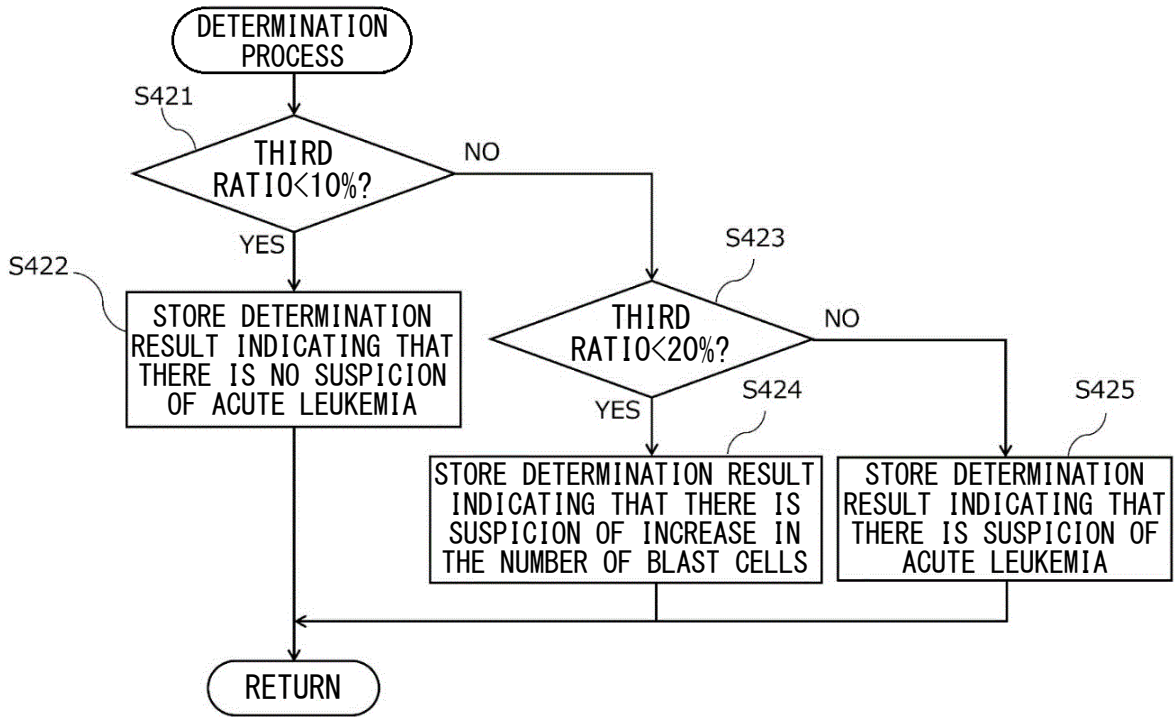 DETERMINATION
PROCESS
S421
THIRD
RATIO<10%?
NO
YES
S422
STORE DETERMINATION
RESULT INDICATING THAT
THERE IS NO SUSPICION
OF ACUTE LEUKEMIA
S423
THIRD
RATIO<20%?
NO
YES
S424
STORE DETERMINATION RESULT
INDICATING THAT THERE IS
SUSPICION OF INCREASE IN
THE NUMBER OF BLAST CELLS
S425
STORE DETERMINATION
RESULT INDICATING THAT
THERE IS SUSPICION OF
ACUTE LEUKEMIA
RETURN